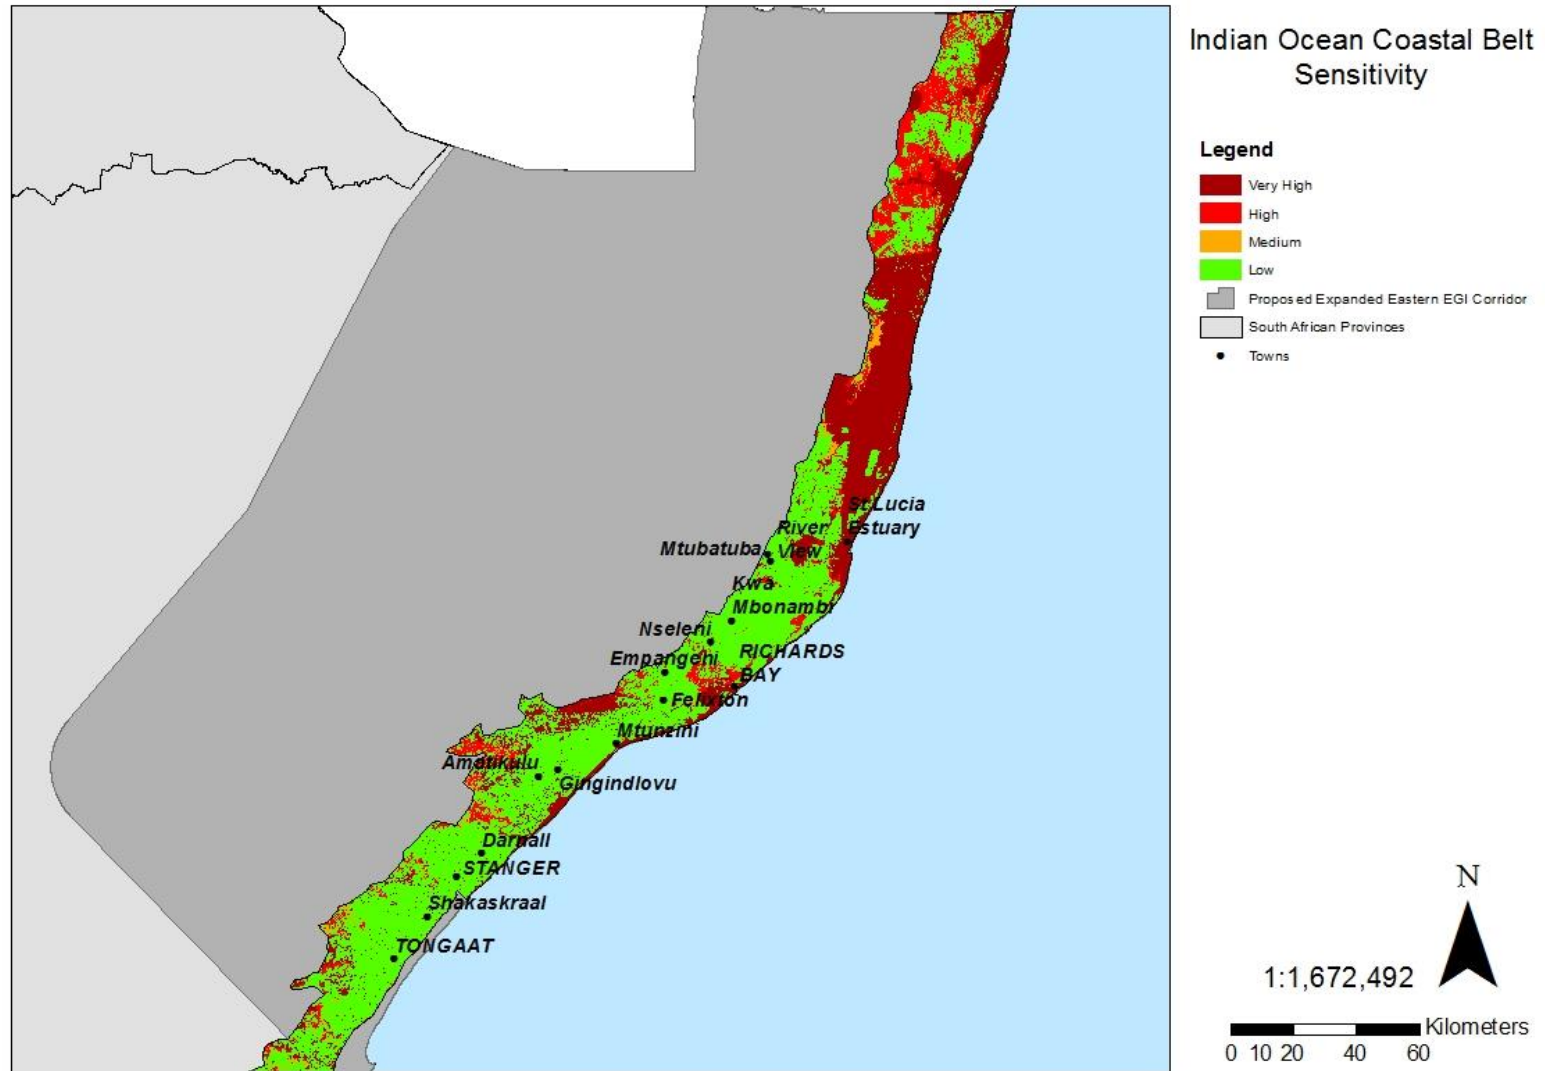 Indian Ocean Coastal Belt
Sensitivity
Legend
Very High
High
Medium
Low
Proposed Expanded Eastern EGI Corridor
South African Provinces
Towns
St Lucia
Estuary
River
View
Mtubatuba
Kwa
Mbonambi
Nseleni
RICHARDS
BAY
Empangeni
Felixton
Mtunzini
Amatikulu
Gingindlovu
Darnall
STANGER
Shakaskraal
TONGAAT
N
1:1,672,492
Kilometers
0 10 20 40 60